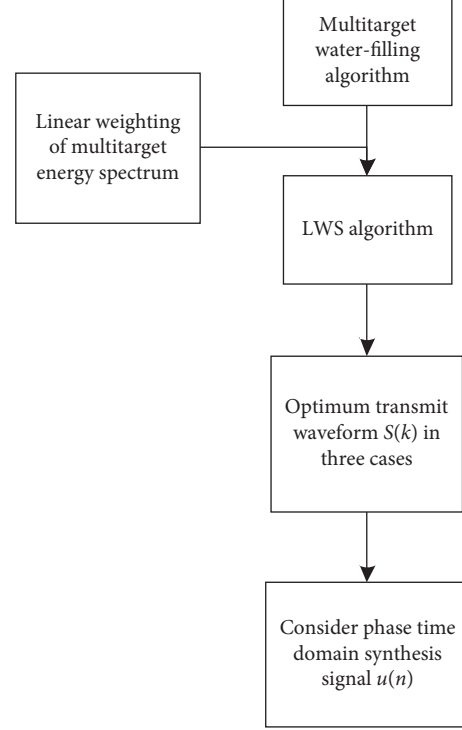 Multitarget
water-filling
algorithm
Linear weighting
of multitarget
energy spectrum
LWS algorithm
Optimum transmit
waveform S(k) in
three cases
Consider phase time
domain synthesis
signal u(n)